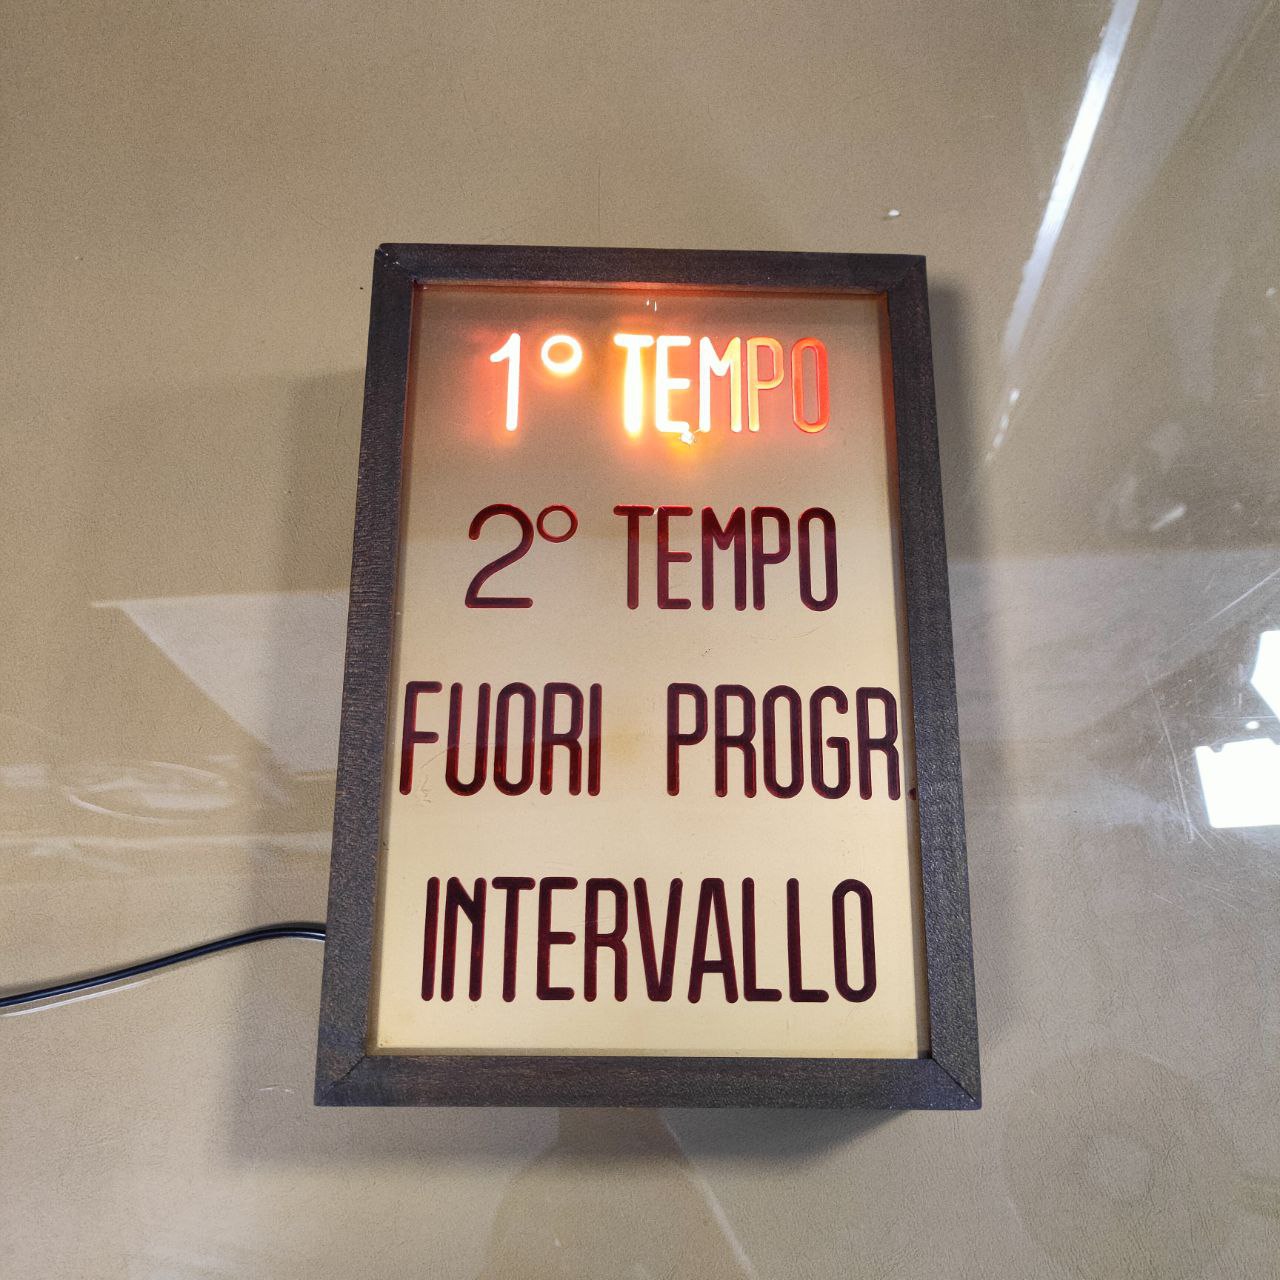 1° TEMPO
2° TEMPO
FUORI PROGR.
INTERVALLO